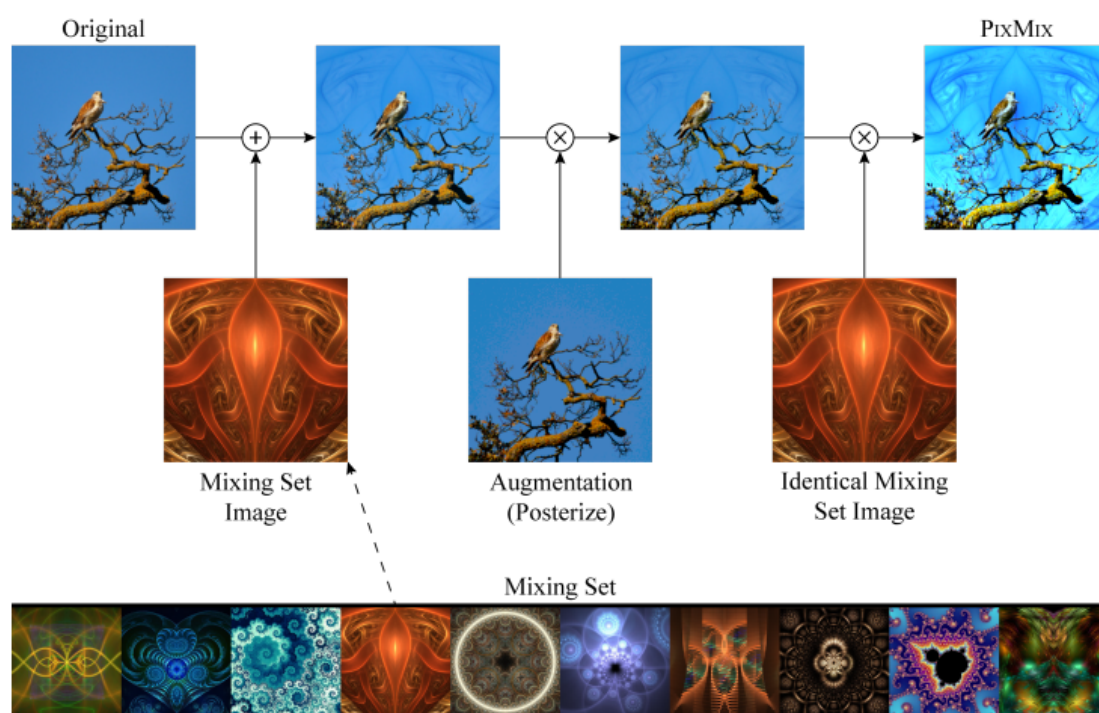 Original
PIXMIX
Mixing Set
Image
Augmentation
(Posterize)
Identical Mixing
Set Image
Mixing Set